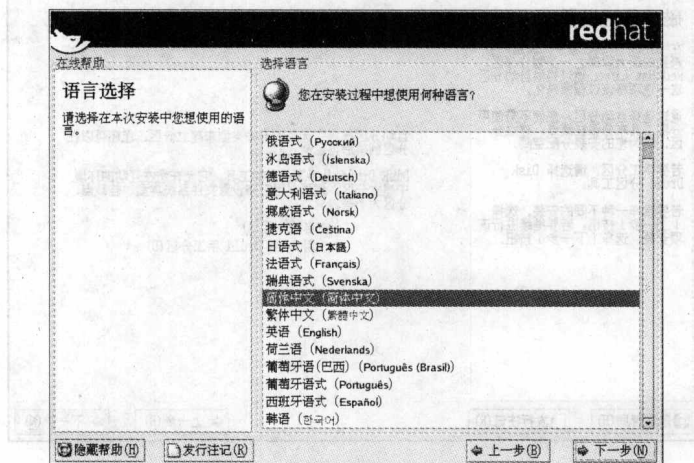 redhat.
在线帮助
语言选择
请选择在本次安装中您想使用的语
言。
选择语言
您在安装过程中想使用何种语言?
俄语式 (Русский)
冰岛语式 (Íslenska)
德语式 (Deutsch)
意大利语式 (Italiano)
挪威语式 (Norsk)
捷克语 (Čeština)
日语式 (日本語)
法语式 (Français)
瑞典语式 (Svenska)
简体中文 (简体中文)
繁体中文 (繁體中文)
英语 (English)
荷兰语 (Nederlands)
葡萄牙语(巴西) (Português (Brasil))
葡萄牙语式 (Português)
西班牙语式 (Español)
韩语 (한국어)
隐藏帮助(H) 发行注记(R) 上一步(B) 下一步(N)